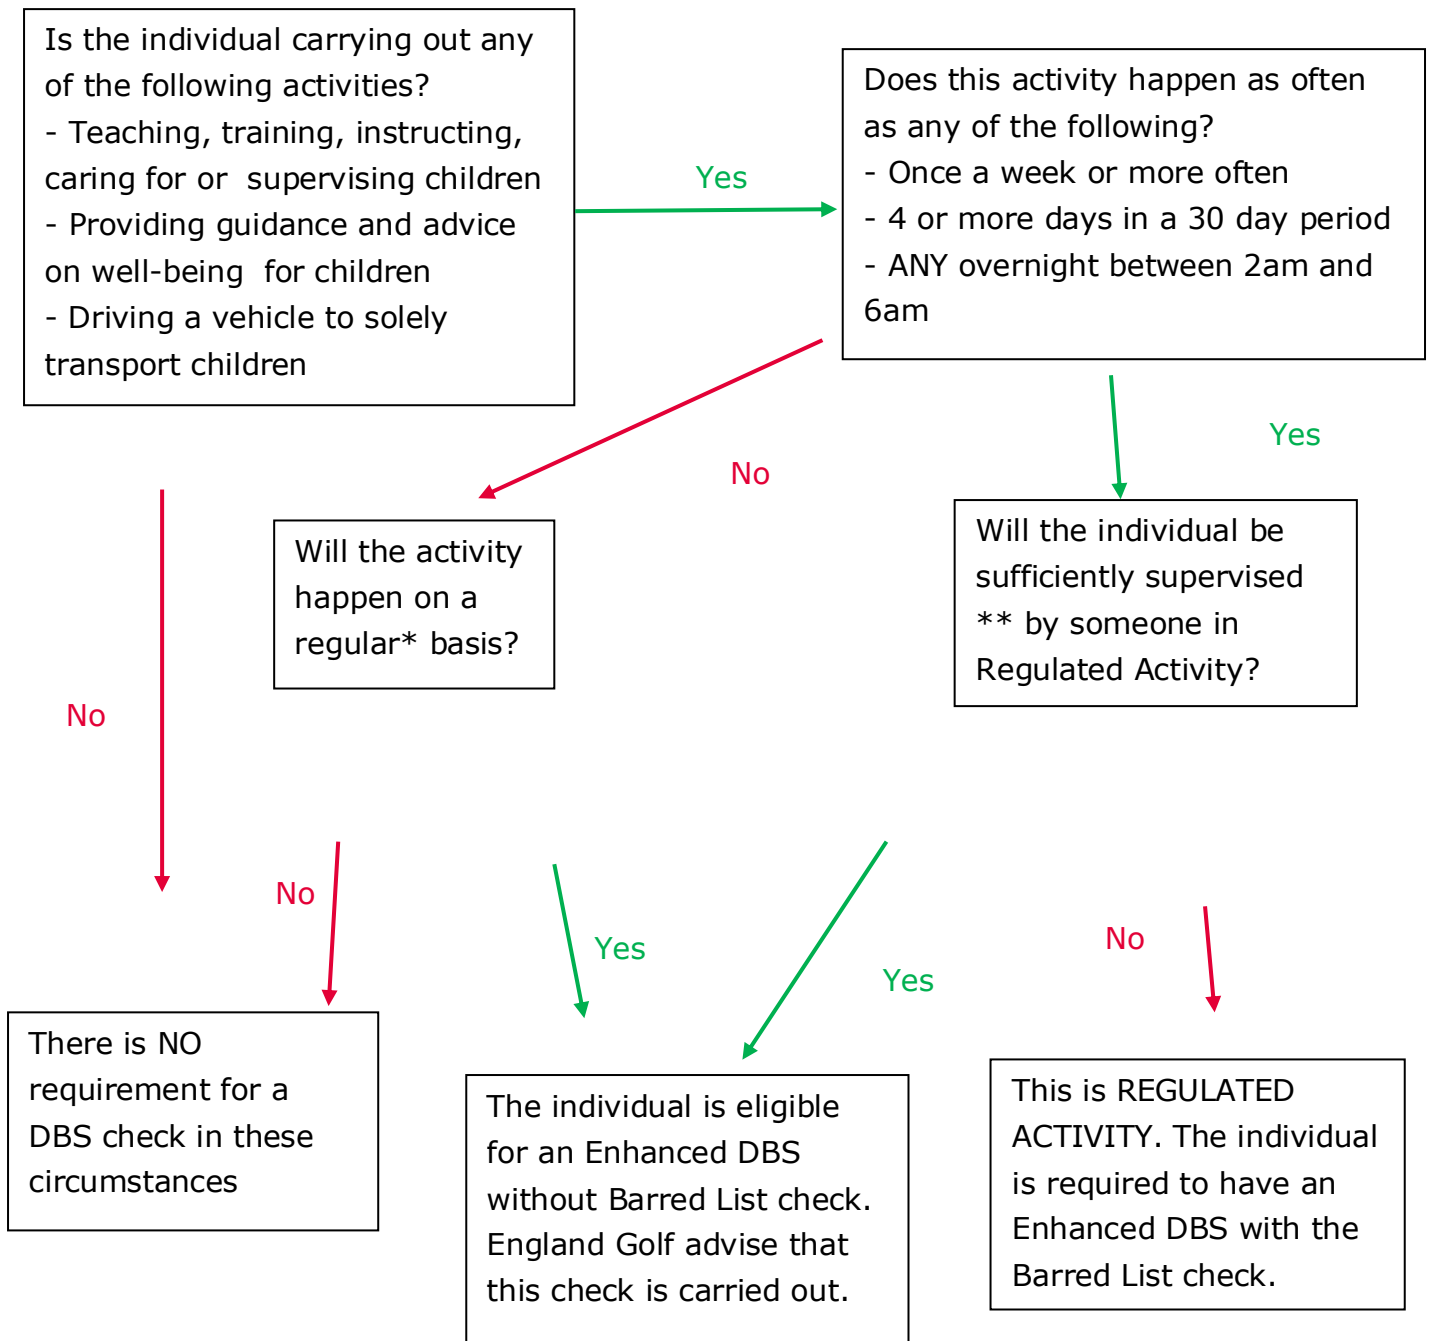 Is the individual carrying out any
of the following activities?
- Teaching, training, instructing,
caring for or  supervising children
- Providing guidance and advice
on well-being  for children
- Driving a vehicle to solely
transport children
Yes
Does this activity happen as often
as any of the following?
- Once a week or more often
- 4 or more days in a 30 day period
- ANY overnight between 2am and
6am
No
Yes
Will the activity
happen on a
regular* basis?
Will the individual be
sufficiently supervised
** by someone in
Regulated Activity?
No
No
Yes
Yes
No
There is NO
requirement for a
DBS check in these
circumstances
The individual is eligible
for an Enhanced DBS
without Barred List check.
England Golf advise that
this check is carried out.
This is REGULATED
ACTIVITY. The individual
is required to have an
Enhanced DBS with the
Barred List check.